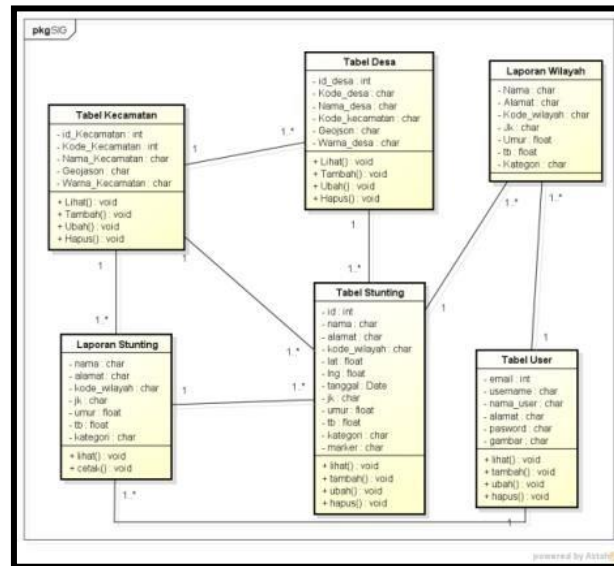 pkg SIG
Tabel Kecamatan
- id_Kecamatan : int
- Kode_Kecamatan : int
- Nama_Kecamatan : char
- Geojason : char
- Warna_Kecamatan : char
+ Lihat() : void
+ Tambah() : void
+ Ubah() : void
+ Hapus() : void
Tabel Desa
- id_desa : int
- Kode_desa : char
- Nama_desa : char
- Kode_kecamatan : char
- Geojson : char
- Warna_desa : char
+ Lihat() : void
+ Tambah() : void
+ Ubah() : void
+ Hapus() : void
Laporan Wilayah
- Nama : char
- Alamat : char
- Kode_wilayah : char
- Jk : char
- Umur : float
- tb : float
- Kategori : char
Laporan Stunting
- nama : char
- alamat : char
- kode_wilayah : char
- jk : char
- umur : float
- tb : float
- kategori : char
+ lihat() : void
+ cetak() : void
Tabel Stunting
- id : int
- nama : char
- alamat : char
- kode_wilayah : char
- lat : float
- lng : float
- tanggal : Date
- jk : char
- umur : float
- tb : float
- kategori : char
- marker : char
+ lihat() : void
+ tambah() : void
+ ubah() : void
+ hapus() : void
Tabel User
- email : int
- username : char
- nama_user : char
- alamat : char
- pasword : char
- gambar : char
+ lihat() : void
+ tambah() : void
+ ubah() : void
+ hapus() : void
1
1..*
1
1..*
1
1..*
1
1..*
1
1..*
1..*
1
1..*
1
1..*
1
powered by Astah